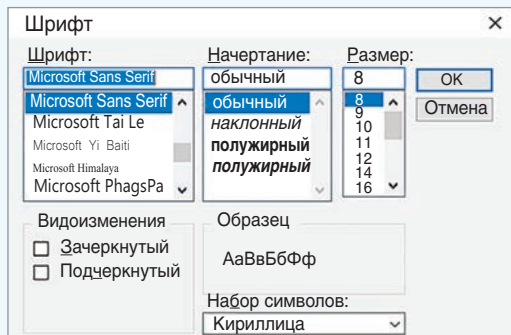 Шрифт
Шрифт: Начертание: Размер:
Microsoft Sans Serif обычный 8 OK
Microsoft Sans Serif обычный 8 Отмена
Microsoft Tai Le наклонный 9
Microsoft Yi Baiti полужирный 10
Microsoft Himalaya полужирный 11
Microsoft PhagsPa 12
14
16
Видоизменения Образец
Зачеркнутый АаВвБбФф
Подчеркнутый
Набор символов:
Кириллица